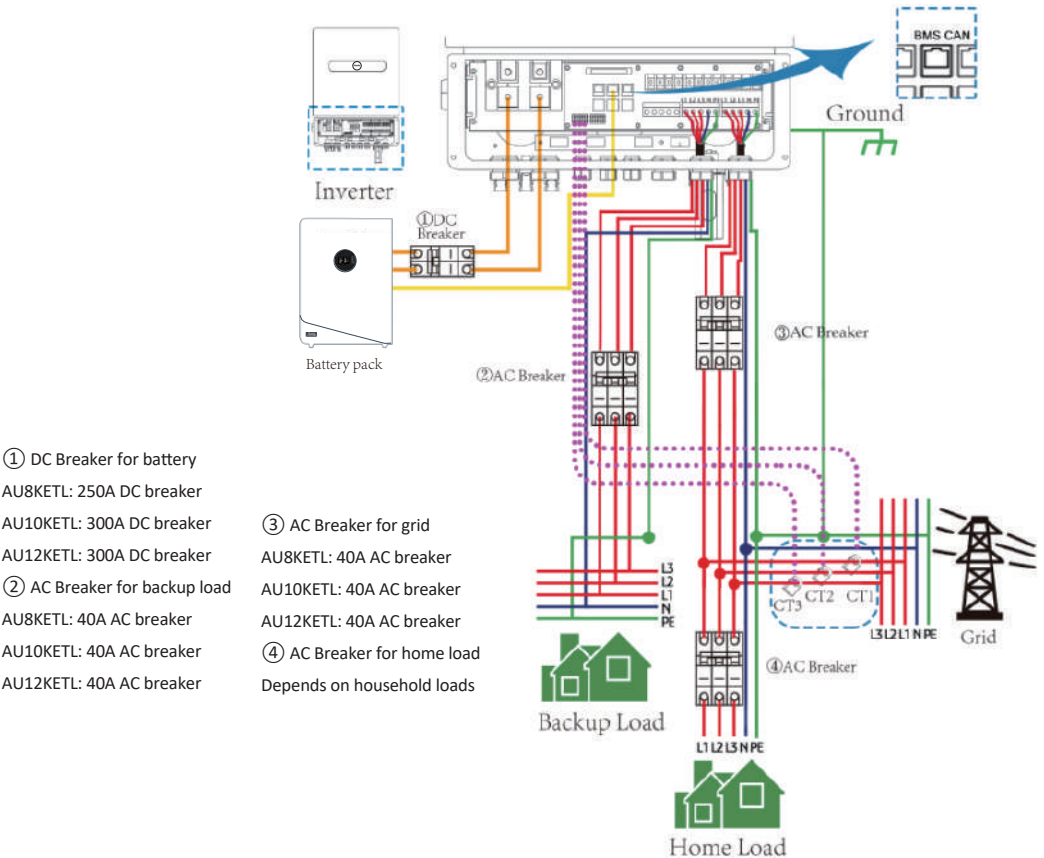 BMS CAN
Ground
L1 L2 L3 N PE
Inverter
①DC
Breaker
Battery pack
③AC Breaker
②AC Breaker
① DC Breaker for battery
AU8KETL: 250A DC breaker
AU10KETL: 300A DC breaker
AU12KETL: 300A DC breaker
② AC Breaker for backup load
AU8KETL: 40A AC breaker
AU10KETL: 40A AC breaker
AU12KETL: 40A AC breaker
③ AC Breaker for grid
AU8KETL: 40A AC breaker
AU10KETL: 40A AC breaker
AU12KETL: 40A AC breaker
④ AC Breaker for home load
Depends on household loads
L3
L2
L1
N
PE
CT3 CT2 CT1
L3L2L1 N PE
Grid
④AC Breaker
Backup Load
L1 L2 L3 N PE
Home Load